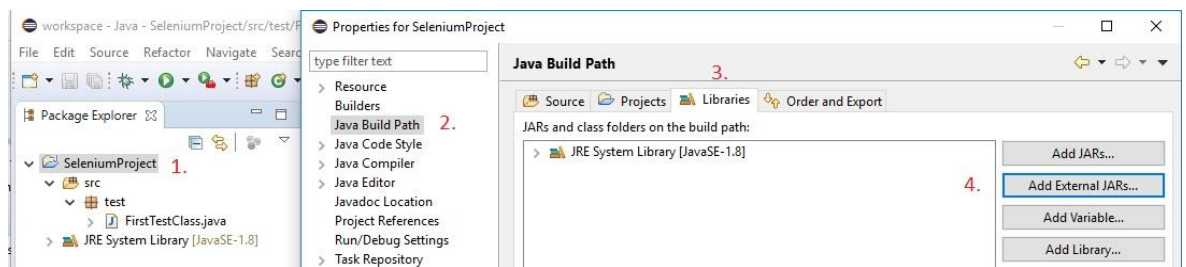 workspace - Java - SeleniumProject/src/test/F
File Edit Source Refactor Navigate Searc
Package Explorer
SeleniumProject 1.
src
test
FirstTestClass.java
JRE System Library [JavaSE-1.8]
Properties for SeleniumProject
type filter text
Resource
Builders
Java Build Path 2.
Java Code Style
Java Compiler
Java Editor
Javadoc Location
Project References
Run/Debug Settings
Task Repository
Java Build Path
3.
Source Projects Libraries Order and Export
JARs and class folders on the build path:
JRE System Library [JavaSE-1.8]
Add JARs...
4. Add External JARs...
Add Variable...
Add Library...